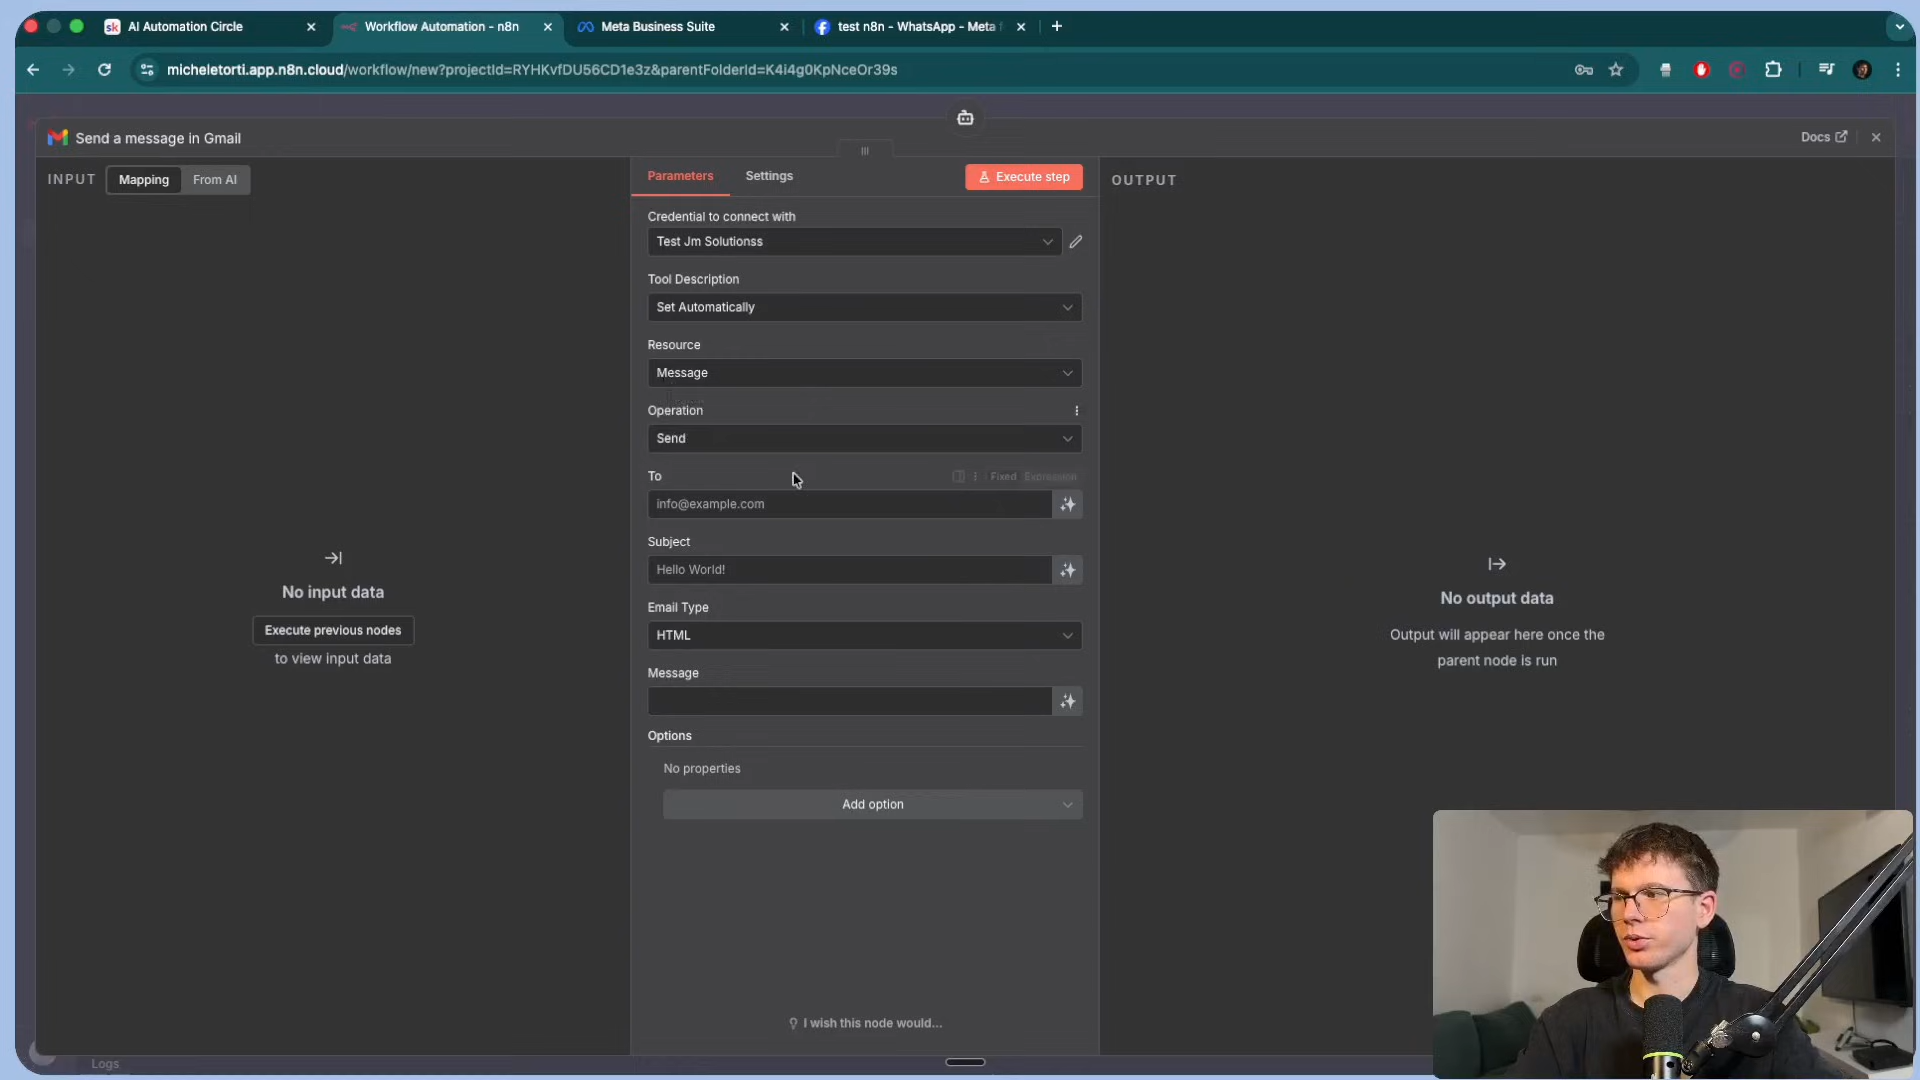 AI Automation Circle
Workflow Automation - n8n
Meta Business Suite
test n8n - WhatsApp - Meta f
micheletorti.app.n8n.cloud/workflow/new?projectId=RYHKvfDU56CD1e3z&parentFolderId=K4i4g0KpNceOr39s
Send a message in Gmail
Docs
INPUT
Mapping
From AI
Parameters
Settings
Execute step
OUTPUT
Credential to connect with
Test Jm Solutionss
Tool Description
Set Automatically
Resource
Message
Operation
Send
To
Fixed
Expression
info@example.com
Subject
Hello World!
Email Type
HTML
Message
Options
No properties
Add option
I wish this node would...
No input data
Execute previous nodes
to view input data
No output data
Output will appear here once the
parent node is run
Logs